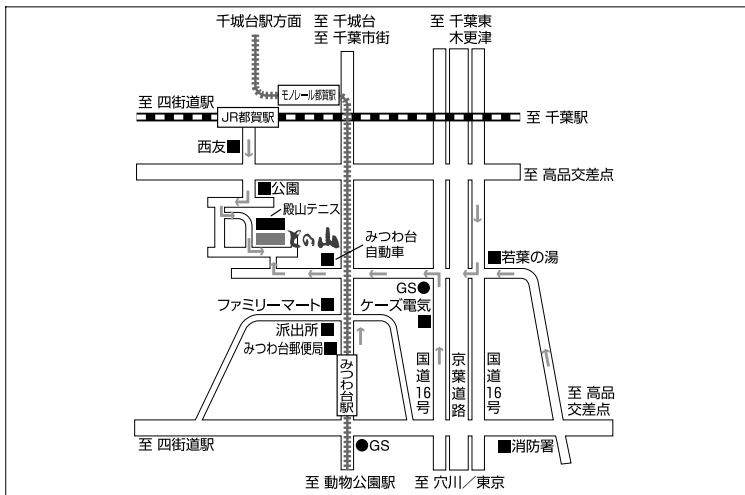 千城台駅方面
至 千城台
至 千葉市街
至 千葉東
木更津
モノレール都賀駅
至 四街道駅
JR都賀駅
至 千葉駅
西友
至 高品交差点
公園
殿山テニス
みつわ台
自動車
若葉の湯
GS
ファミリーマート
ケーズ電気
派出所
みつわ台郵便局
みつわ台駅
国道16号
京葉道路
国道16号
至 高品
交差点
至 四街道駅
GS
消防署
至 動物公園駅
至 穴川／東京